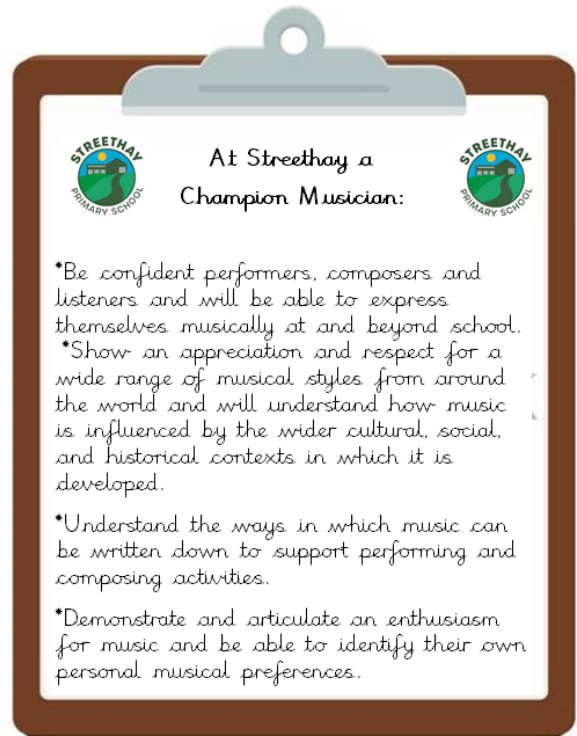 STREETHAY
PRIMARY SCHOOL
At Streethay a
Champion Musician:
STREETHAY
PRIMARY SCHOOL
*Be confident performers, composers and
listeners and will be able to express
themselves musically at and beyond school.
*Show an appreciation and respect for a
wide range of musical styles from around
the world and will understand how music
is influenced by the wider cultural, social,
and historical contexts in which it is
developed.
*Understand the ways in which music can
be written down to support performing and
composing activities.
*Demonstrate and articulate an enthusiasm
for music and be able to identify their own
personal musical preferences.